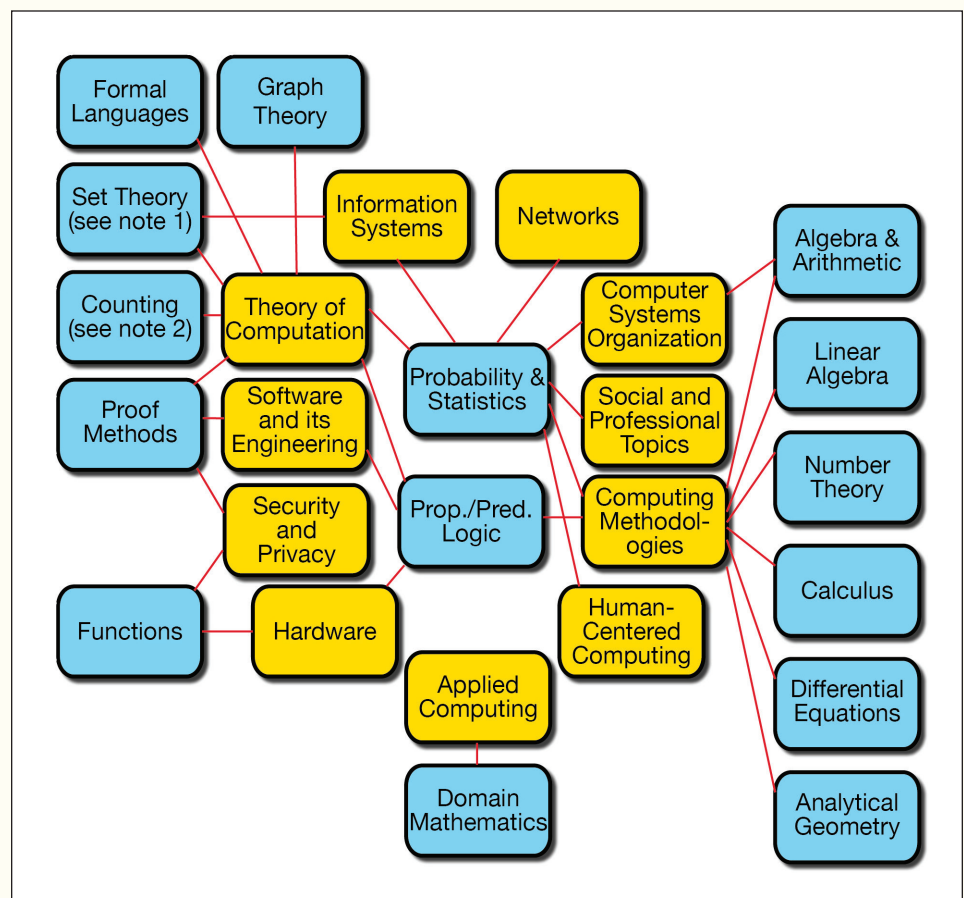 Formal
Languages
Graph
Theory
Set Theory
(see note 1)
Information
Systems
Networks
Algebra &
Arithmetic
Counting
(see note 2)
Theory of
Computation
Computer
Systems
Organization
Probability &
Statistics
Linear
Algebra
Proof
Methods
Software
and its
Engineering
Social and
Professional
Topics
Number
Theory
Security
and
Privacy
Prop./Pred.
Logic
Computing
Methodol-
ogies
Calculus
Functions
Hardware
Human-
Centered
Computing
Applied
Computing
Differential
Equations
Domain
Mathematics
Analytical
Geometry